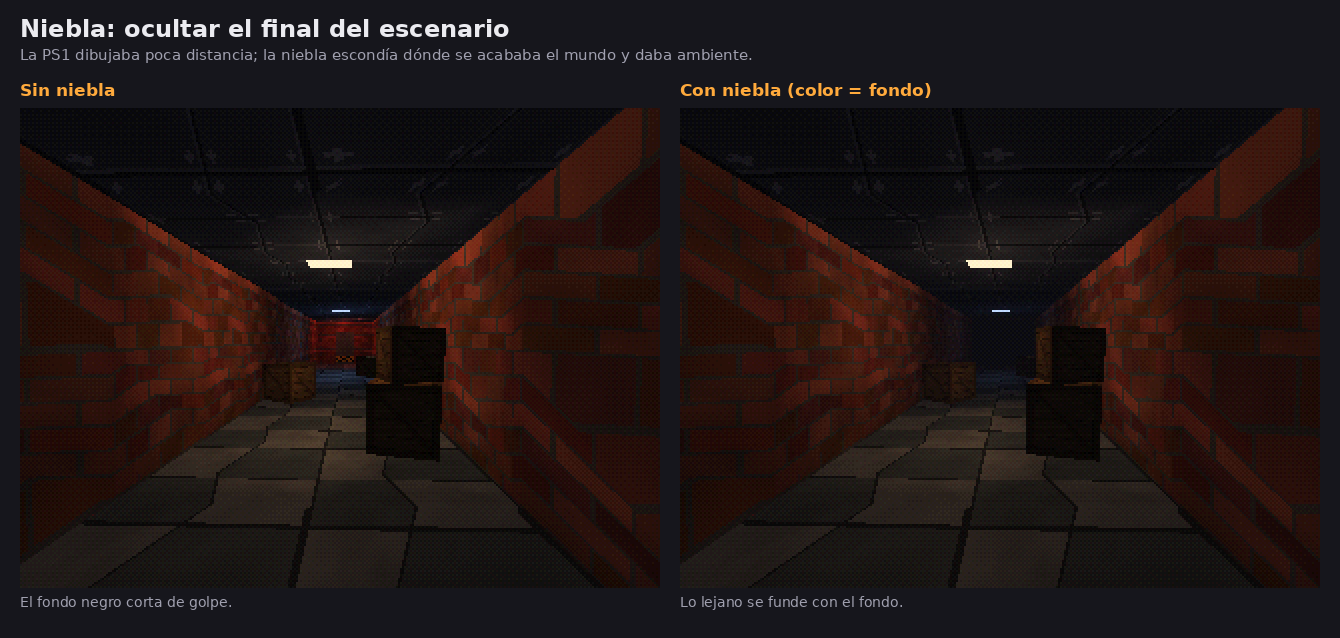 Niebla: ocultar el final del escenario
La PS1 dibujaba poca distancia; la niebla escondía dónde se acababa el mundo y daba ambiente.
Sin niebla
Con niebla (color = fondo)
El fondo negro corta de golpe.
Lo lejano se funde con el fondo.